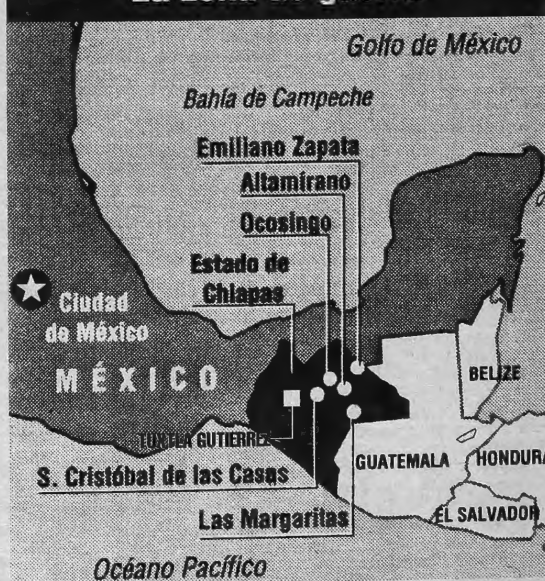 Golfo de México
Bahía de Campeche
Emiliano Zapata
Altamirano
Ocosingo
Estado de
Chiapas
Ciudad
de México
MÉXICO
BELIZE
TUXTLA GUTIERREZ
GUATEMALA
HONDURA
S. Cristóbal de las Casas
EL SALVADOR
Las Margaritas
Océano Pacífico